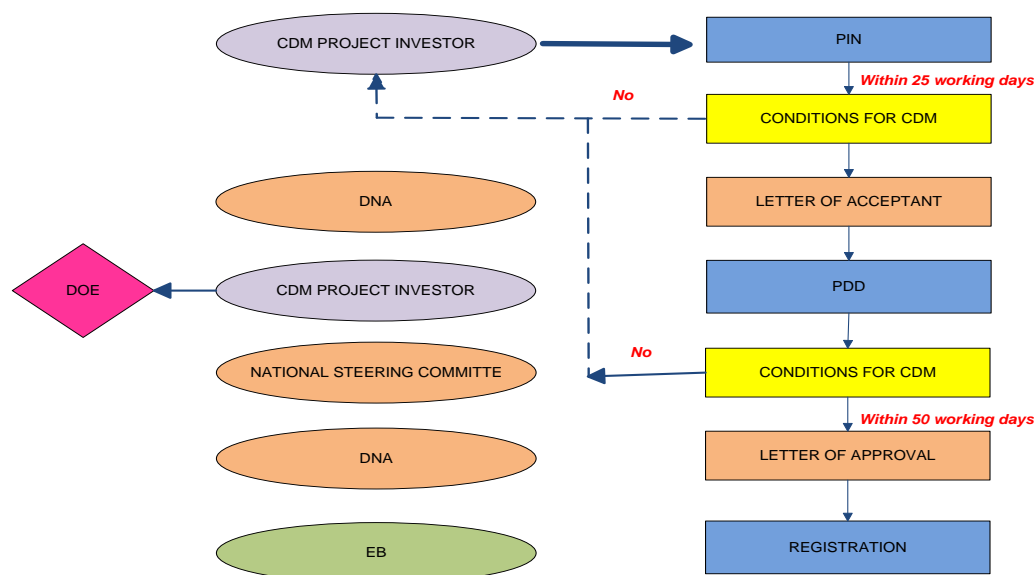 CDM PROJECT INVESTOR
PIN
Within 25 working days
No
CONDITIONS FOR CDM
DNA
LETTER OF ACCEPTANT
DOE
CDM PROJECT INVESTOR
PDD
No
NATIONAL STEERING COMMITTE
CONDITIONS FOR CDM
Within 50 working days
DNA
LETTER OF APPROVAL
EB
REGISTRATION